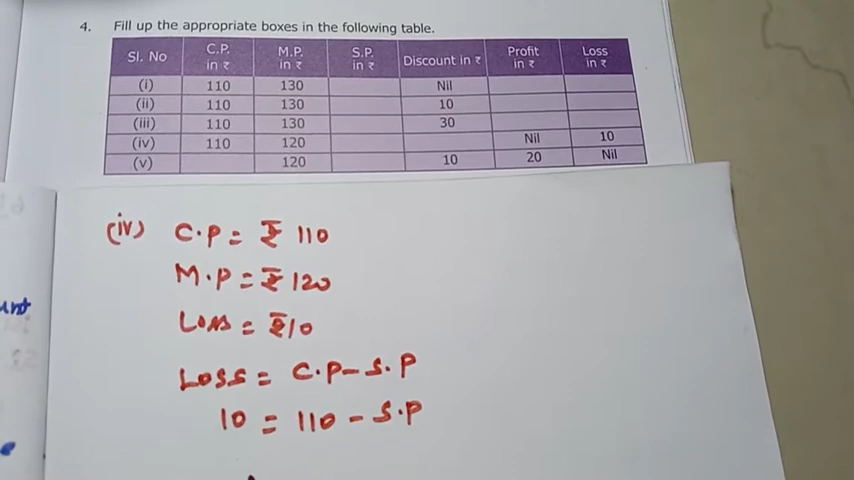 4. Fill up the appropriate boxes in the following table.
Sl. No C.P. in ₹ M.P. in ₹ S.P. in ₹ Discount in ₹ Profit in ₹ Loss in ₹
(i) 110 130 Nil
(ii) 110 130 10
(iii) 110 130 30
(iv) 110 120 Nil 10
(v) 120 10 20 Nil
(iv) C.P = ₹ 110
M.P = ₹ 120
Loss = ₹10
Loss = C.P - S.P
10 = 110 - S.P